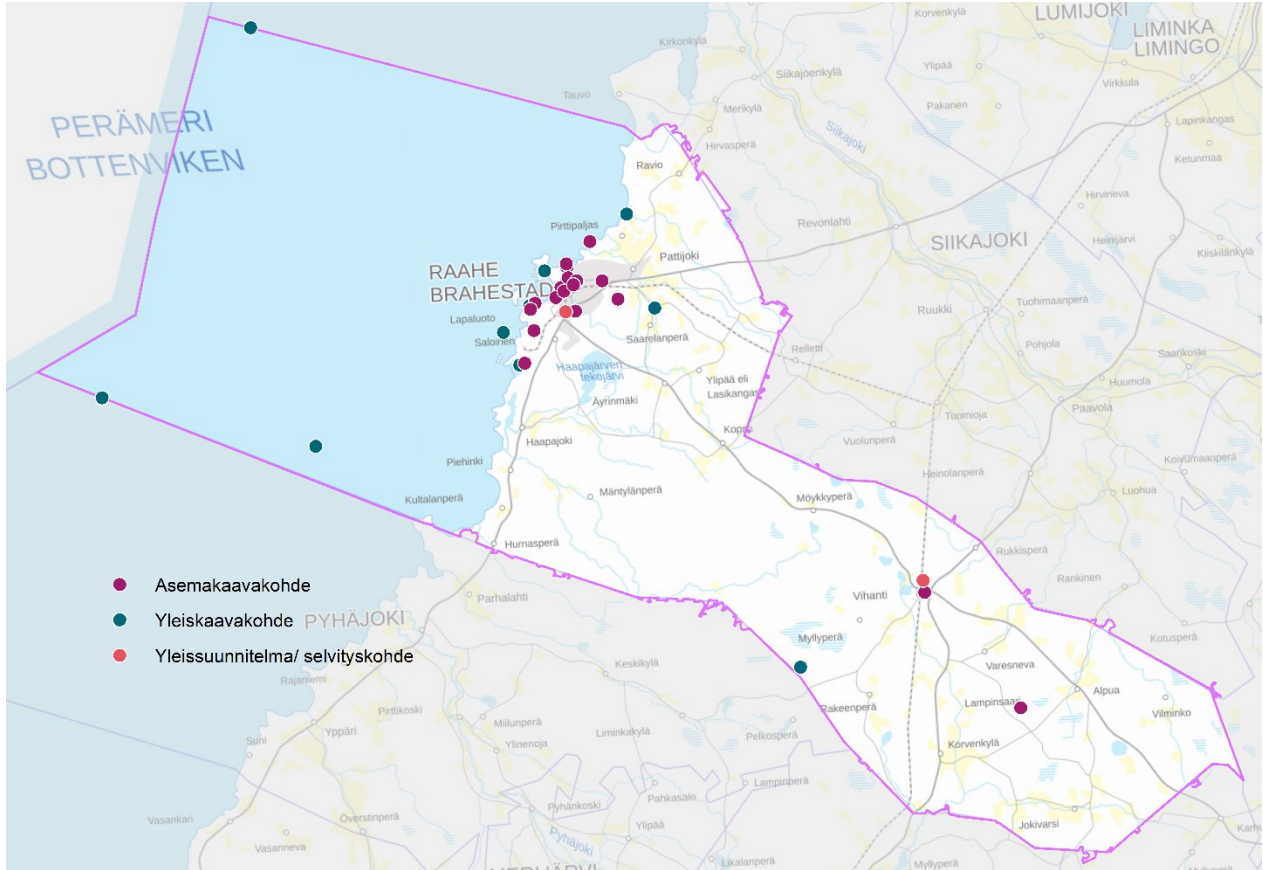 Korvenkylä
LUMIJOKI
LIMINKA
LIMINGO
Kirkonkylä
Siikajoenkylä
Ylipää
Virkkula
Tauvo
Merikylä
Pakanen
Lapinkangas
PERÄMERI
BOTTENVIKEN
Hirvasperä
Siikajoki
Ketunmaa
Ravio
Hirvineva
Pirttipaljas
Revonlahti
SIIKAJOKI
Heinijärvi
Kiiskilänkylä
Pattijoki
RAAHE
BRAHESTAD
Tuohimaanperä
Ruukki
Lapaluoto
Saloinen
Saarelanperä
Relletti
Pohjola
Saarikoski
Haapajärven
tekojärvi
Ylipää eli
Lasikangas
Huumola
Äyrinmäki
Tuomioja
Paavola
Haapajoki
Kopsa
Vuolunperä
Piehinki
Heinolanperä
Koivumaanperä
Kultalanperä
Mäntylänperä
Möykkyperä
Luohua
Hurnasperä
Rukkisperä
Asemakaavakohde
Rankinen
Parhalahti
Vihanti
Yleiskaavakohde
PYHÄJOKI
Myllyperä
Kotusperä
Yleissuunnitelma/ selvityskohde
Keskikylä
Varesneva
Rajaniemi
Lampinsaari
Alpua
Pirttikoski
Rakeenperä
Vilminko
Yppäri
Miilunperä
Liminkakylä
Pelkosperä
Suni
Ylinenoja
Korvenkylä
Lampinperä
Pahkasalo
Pyhänkoski
Vasankari
Överstinperä
Ylipää
Jokivarsi
Karhu
Vasanneva
Pyhäjoki
Likalanperä
Myllyperä
MERIJÄRVI